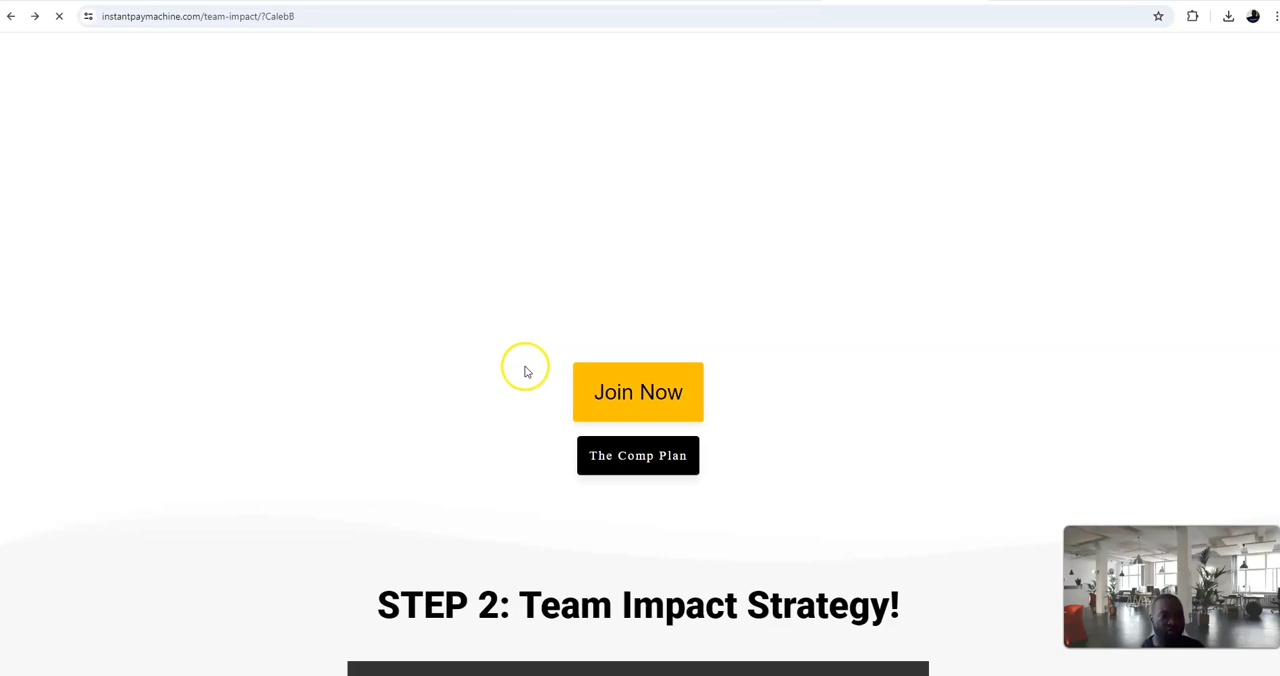 instantpaymachine.com/team-impact/?CalebB
Join Now
The Comp Plan
STEP 2: Team Impact Strategy!